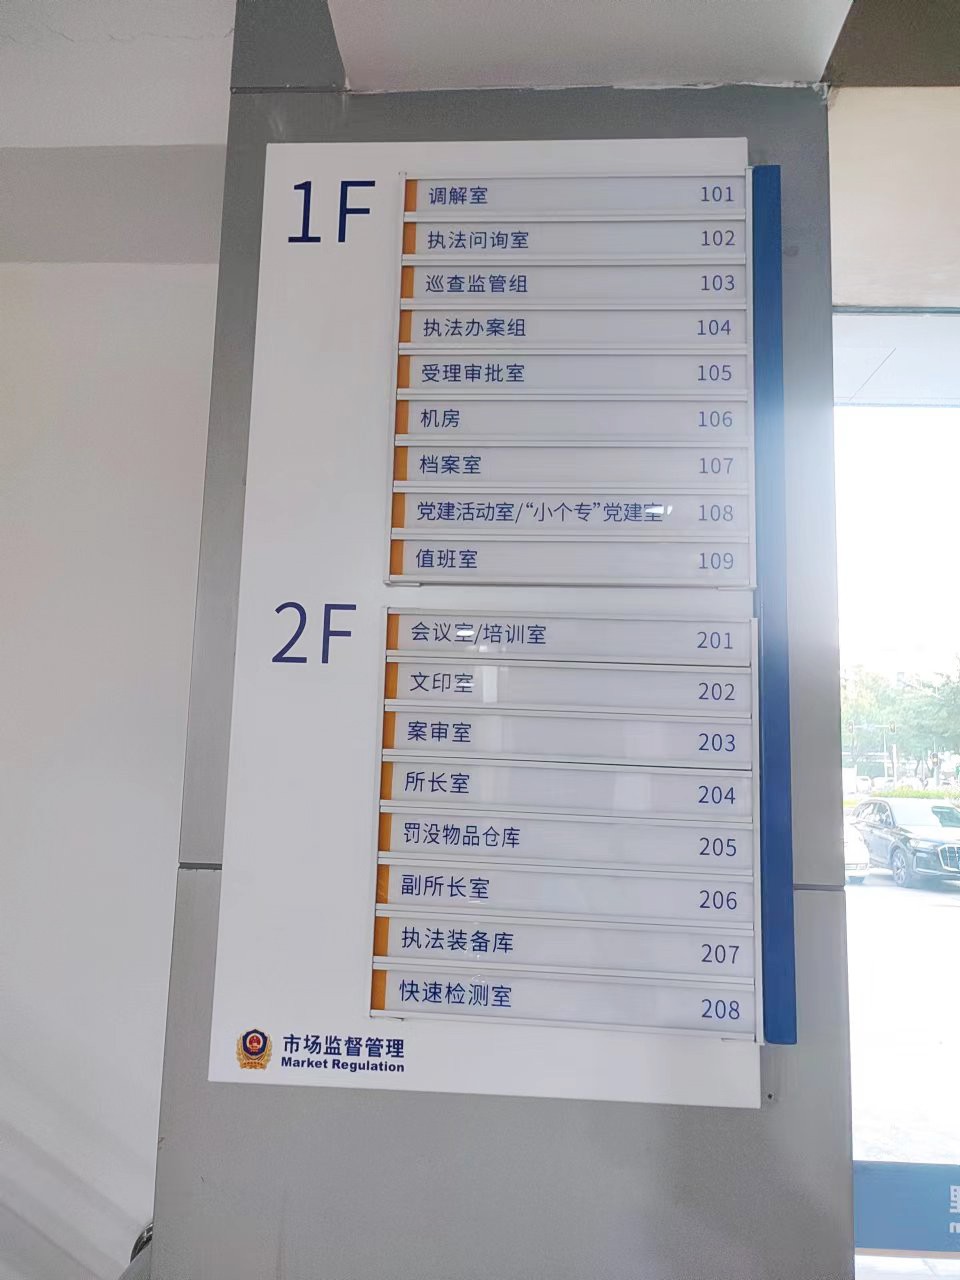 1F
调解室 101
执法问询室 102
巡查监管组 103
执法办案组 104
受理审批室 105
机房 106
档案室 107
党建活动室/“小个专”党建室 108
值班室 109
2F
会议室/培训室 201
文印室 202
案审室 203
所长室 204
罚没物品仓库 205
副所长室 206
执法装备库 207
快速检测室 208
市场监督管理
Market Regulation